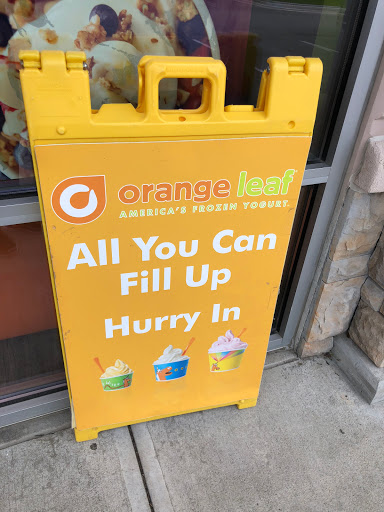 orange leaf
AMERICA'S FROZEN YOGURT.
All You Can
Fill Up
Hurry In